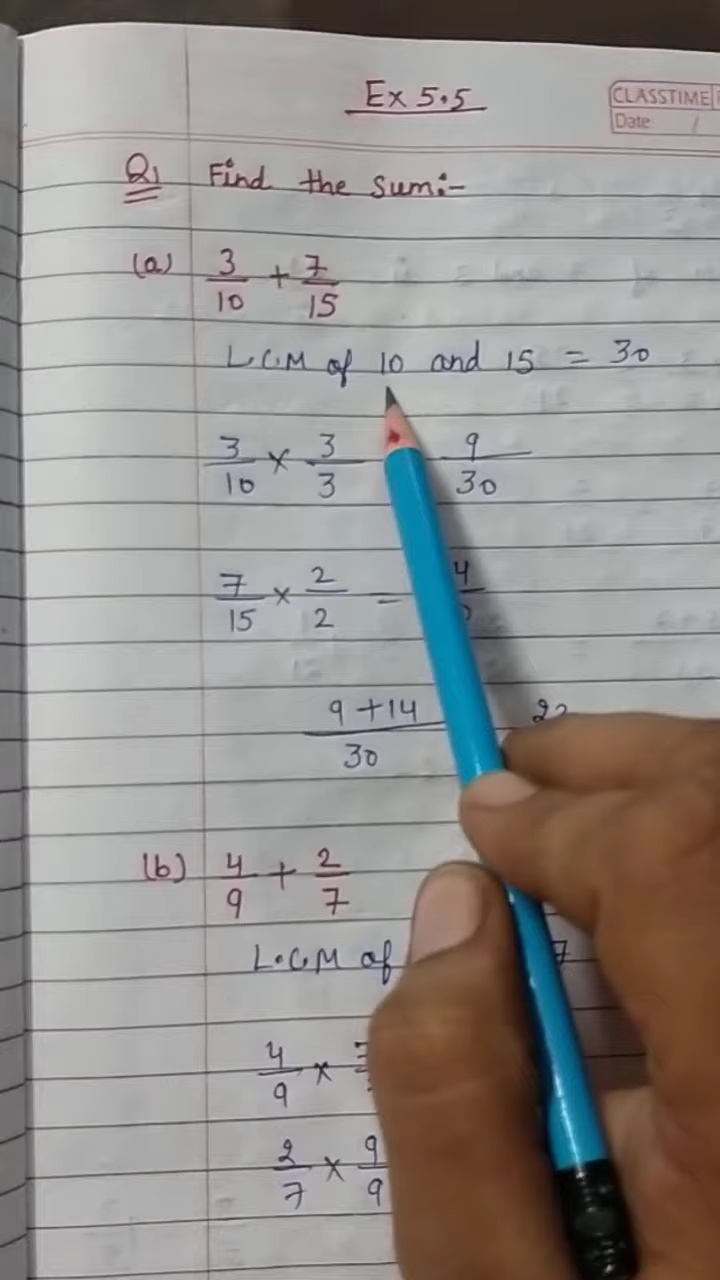 Ex 5.5
CLASSTIME
Date /
Q1 Find the sum:-
(a) 3/10 + 7/15
L.C.M of 10 and 15 = 30
3/10 × 3/3 9/30
7/15 × 2/2 = 4
9+14/30
(b) 4/9 + 2/7
L.C.M of 7
4/9 ×
2/7 × 9/9